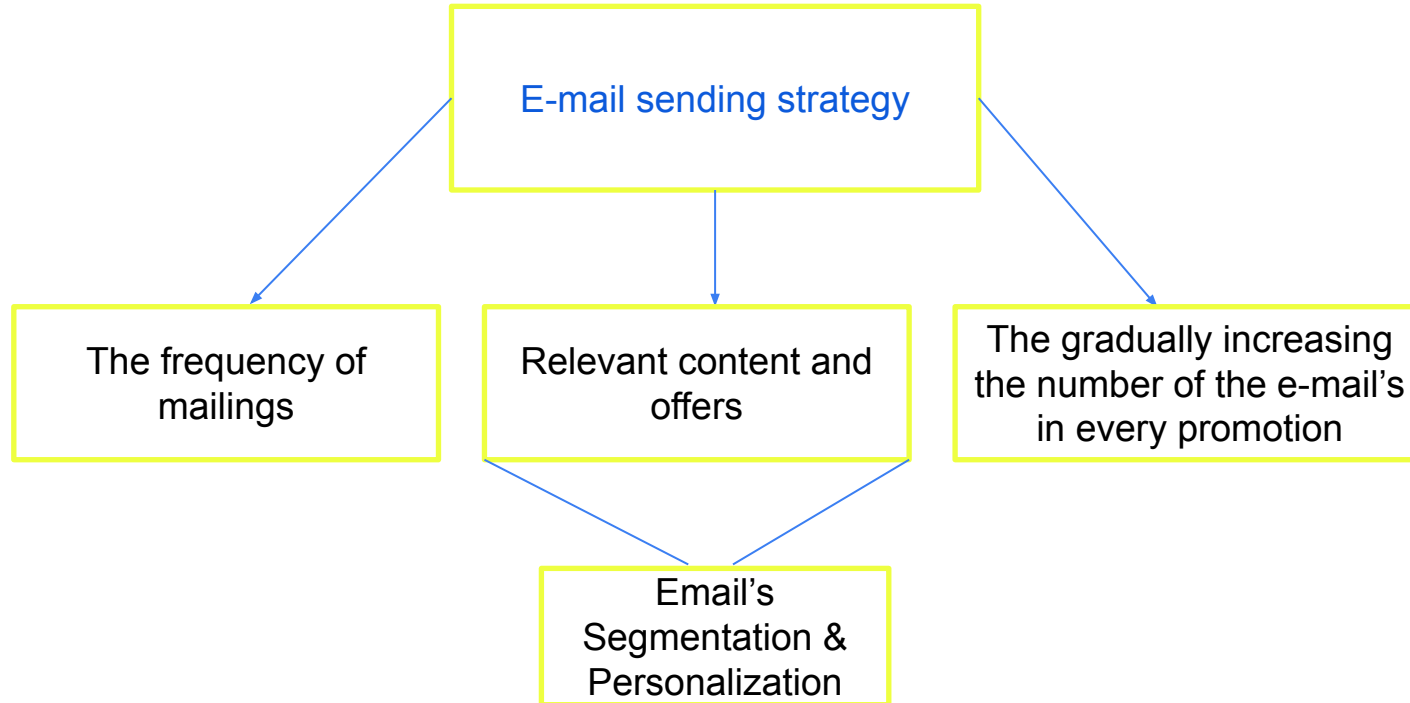 E-mail sending strategy
The frequency of
mailings
Relevant content and
offers
The gradually increasing
the number of the e-mail’s
in every promotion
Email’s
Segmentation &
Personalization